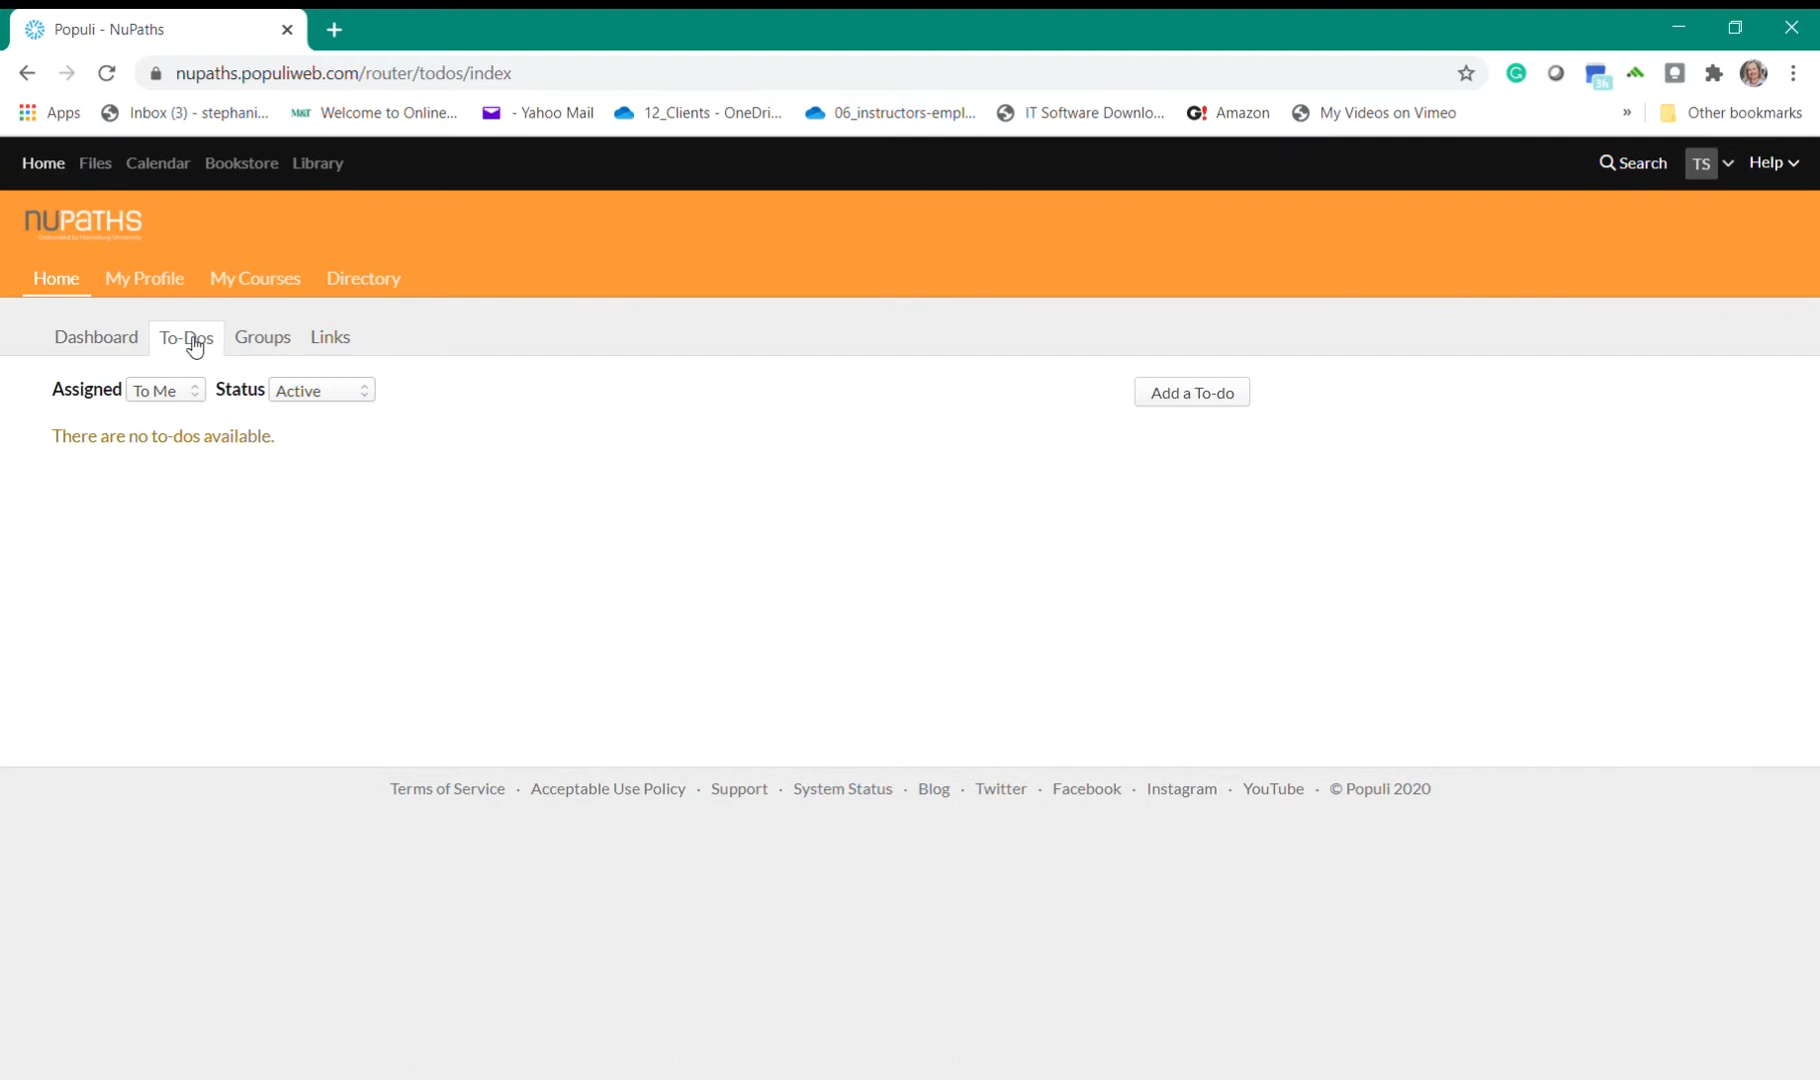 Populi - NuPaths
nupaths.populiweb.com/router/todos/index
3h
Apps Inbox (3) - stephani... M&T Welcome to Online... - Yahoo Mail 12_Clients - OneDri... 06_instructors-empl... IT Software Downlo... G! Amazon My Videos on Vimeo » Other bookmarks
Home Files Calendar Bookstore Library Search TS Help
nuPaTHS
Home My Profile My Courses Directory
Dashboard To-Dos Groups Links
Assigned To Me Status Active Add a To-do
There are no to-dos available.
Terms of Service · Acceptable Use Policy · Support · System Status · Blog · Twitter · Facebook · Instagram · YouTube · © Populi 2020